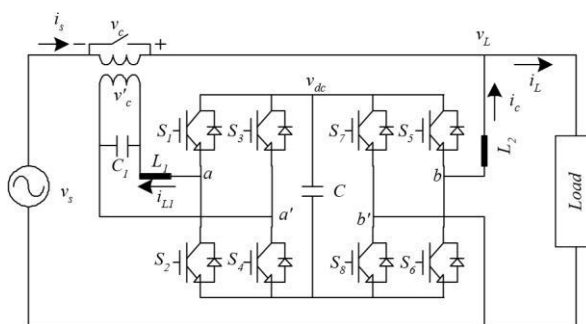 i_s
v_c
− +
v_L
i_L
v'_c
v_dc
i_c
S_1
S_3
S_7
S_5
C_1
L_1
L_2
a
b
v_s
i_L1
C
Load
a'
b'
S_2
S_4
S_8
S_6